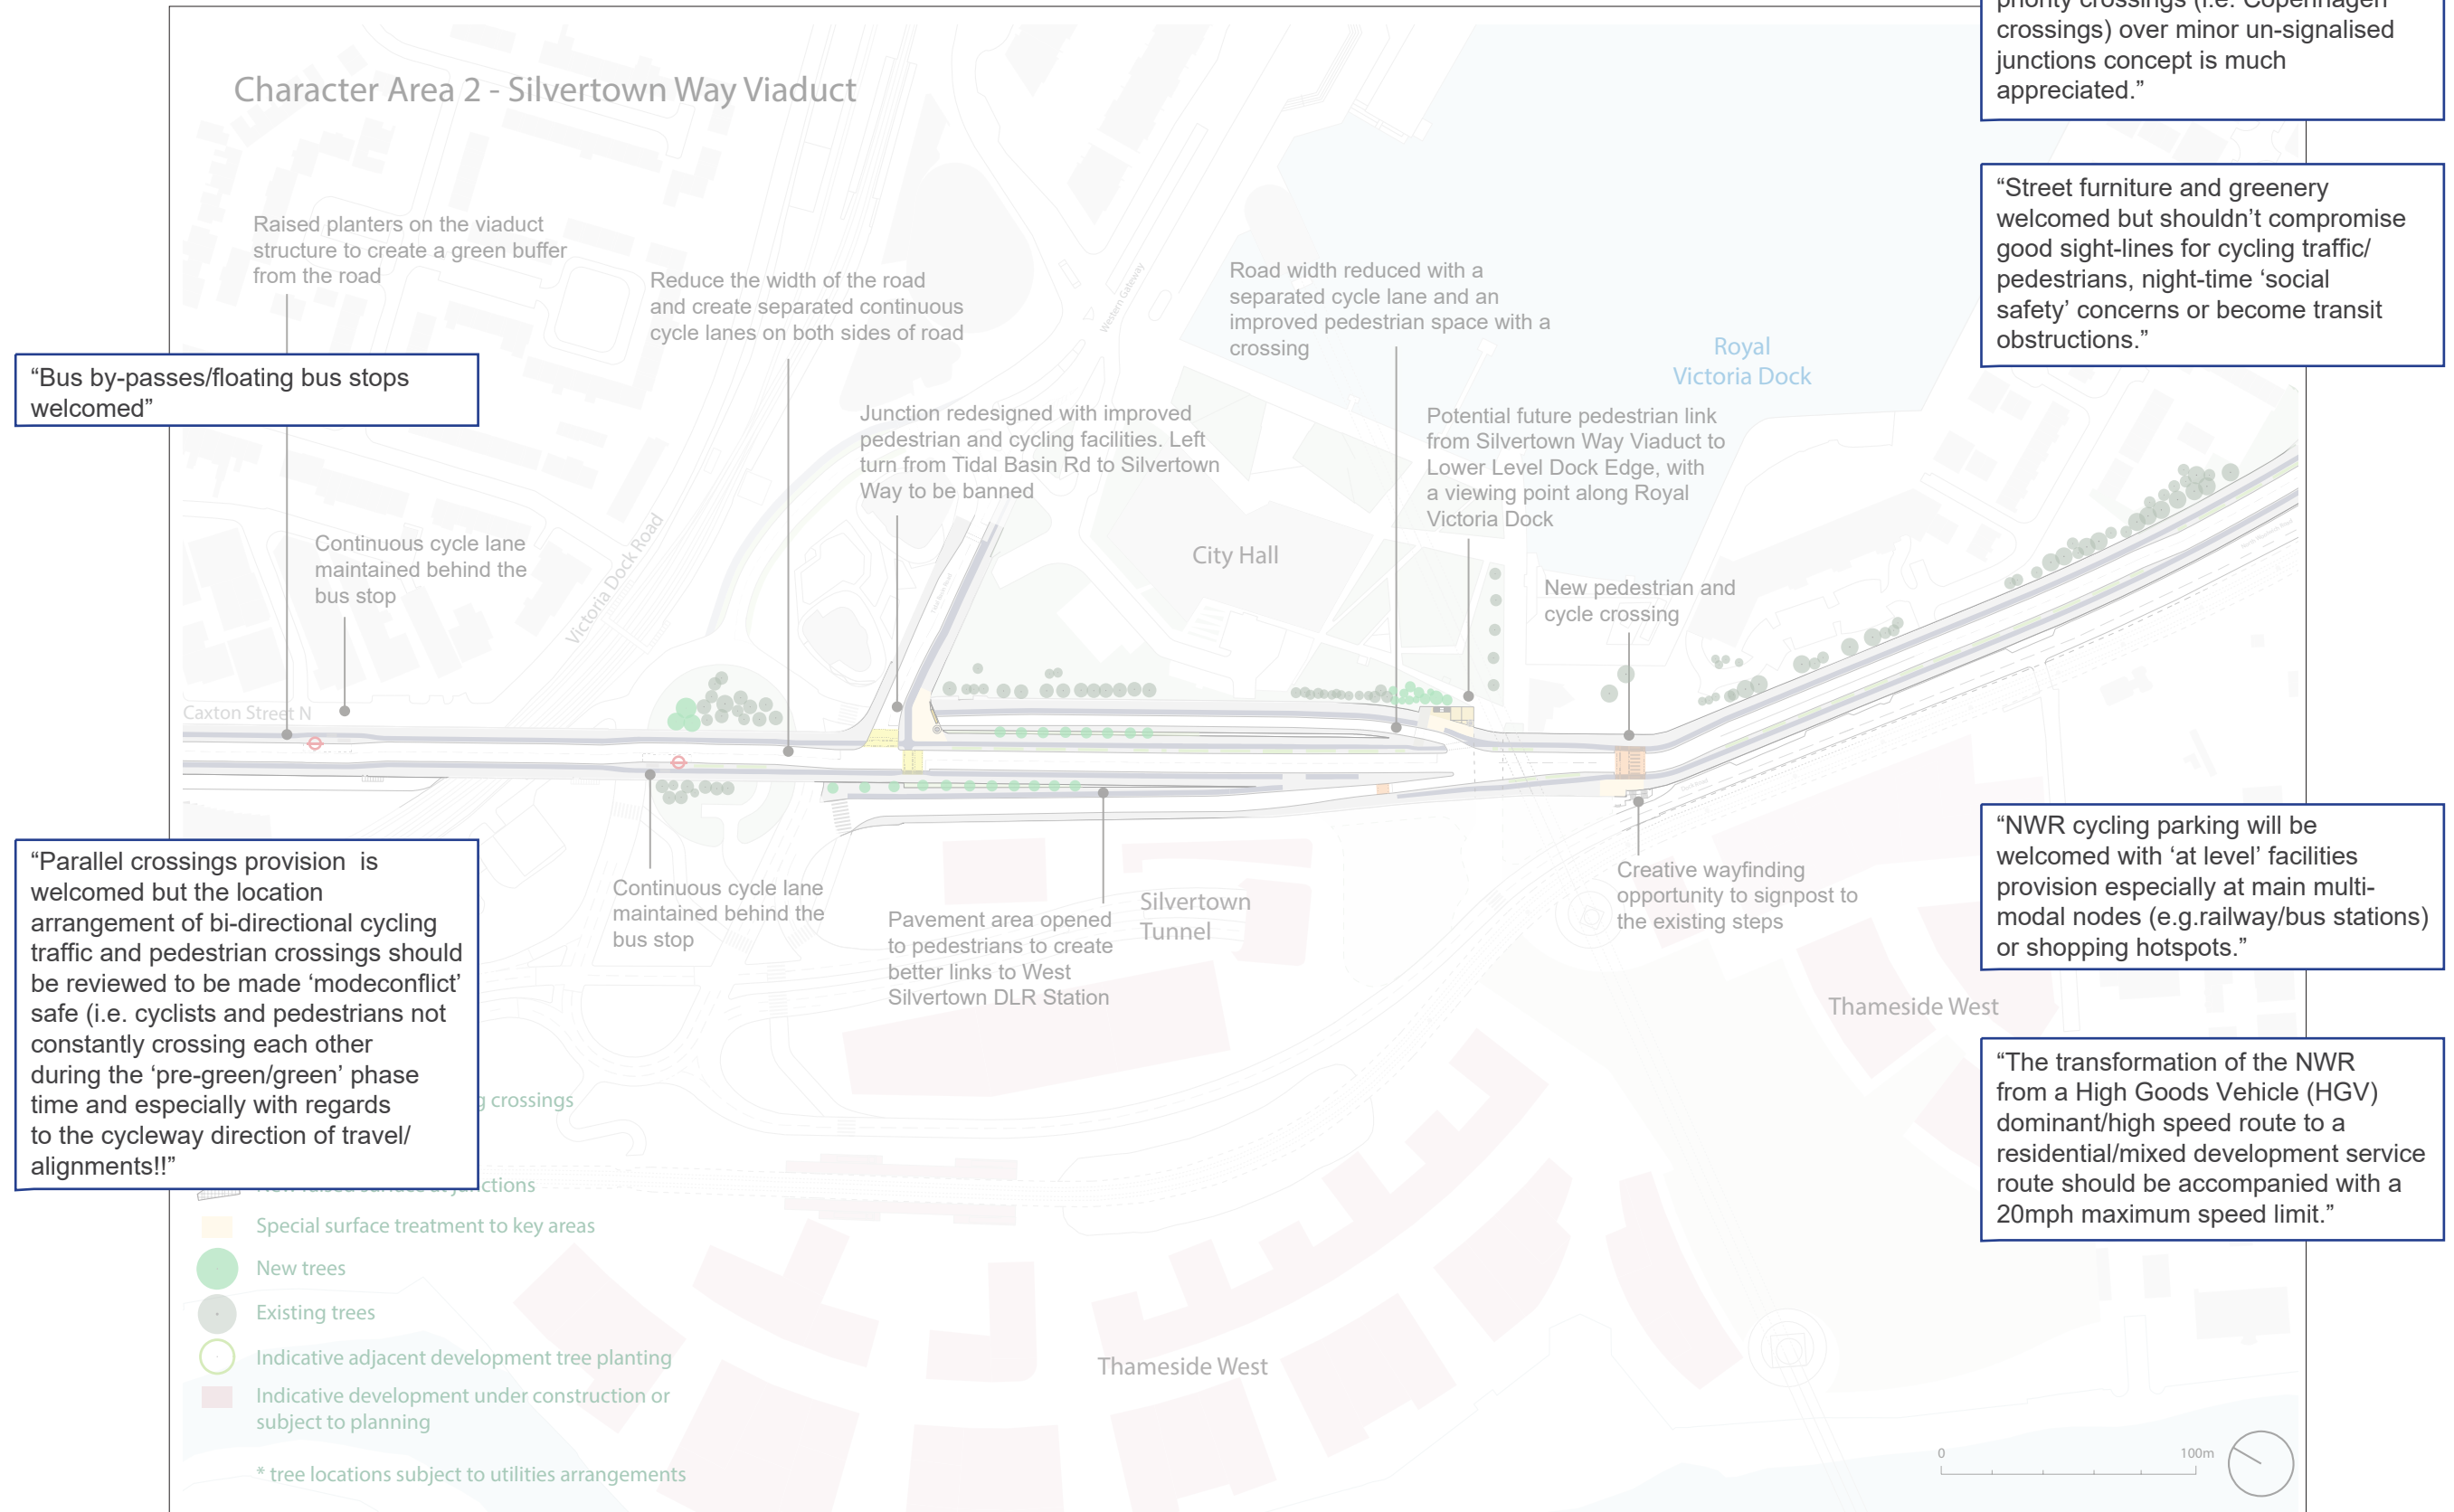 priority crossings (i.e. Copenhagen
crossings) over minor un-signalised
junctions concept is much
appreciated.”
Character Area 2 - Silvertown Way Viaduct
“Street furniture and greenery
welcomed but shouldn’t compromise
good sight-lines for cycling traffic/
pedestrians, night-time ‘social
safety’ concerns or become transit
obstructions.”
Raised planters on the viaduct
structure to create a green buffer
from the road
Reduce the width of the road
and create separated continuous
cycle lanes on both sides of road
Western Gateway
Road width reduced with a
separated cycle lane and an
improved pedestrian space with a
crossing
Royal
Victoria Dock
“Bus by-passes/floating bus stops
welcomed”
Junction redesigned with improved
pedestrian and cycling facilities. Left
turn from Tidal Basin Rd to Silvertown
Way to be banned
Potential future pedestrian link
from Silvertown Way Viaduct to
Lower Level Dock Edge, with
a viewing point along Royal
Victoria Dock
Continuous cycle lane
maintained behind the
bus stop
Victoria Dock Road
City Hall
New pedestrian and
cycle crossing
Caxton Street N
“Parallel crossings provision  is
welcomed but the location
arrangement of bi-directional cycling
traffic and pedestrian crossings should
be reviewed to be made ‘modeconflict’
safe (i.e. cyclists and pedestrians not
constantly crossing each other
during the ‘pre-green/green’ phase
time and especially with regards
to the cycleway direction of travel/
alignments!!”
Continuous cycle lane
maintained behind the
bus stop
Pavement area opened
to pedestrians to create
better links to West
Silvertown DLR Station
Silvertown
Tunnel
Creative wayfinding
opportunity to signpost to
the existing steps
“NWR cycling parking will be
welcomed with ‘at level’ facilities
provision especially at main multi-
modal nodes (e.g.railway/bus stations)
or shopping hotspots.”
Thameside West
“The transformation of the NWR
from a High Goods Vehicle (HGV)
dominant/high speed route to a
residential/mixed development service
route should be accompanied with a
20mph maximum speed limit.”
crossings
Special surface treatment to key areas
New trees
Existing trees
Indicative adjacent development tree planting
Indicative development under construction or
subject to planning
* tree locations subject to utilities arrangements
Thameside West
0 100m